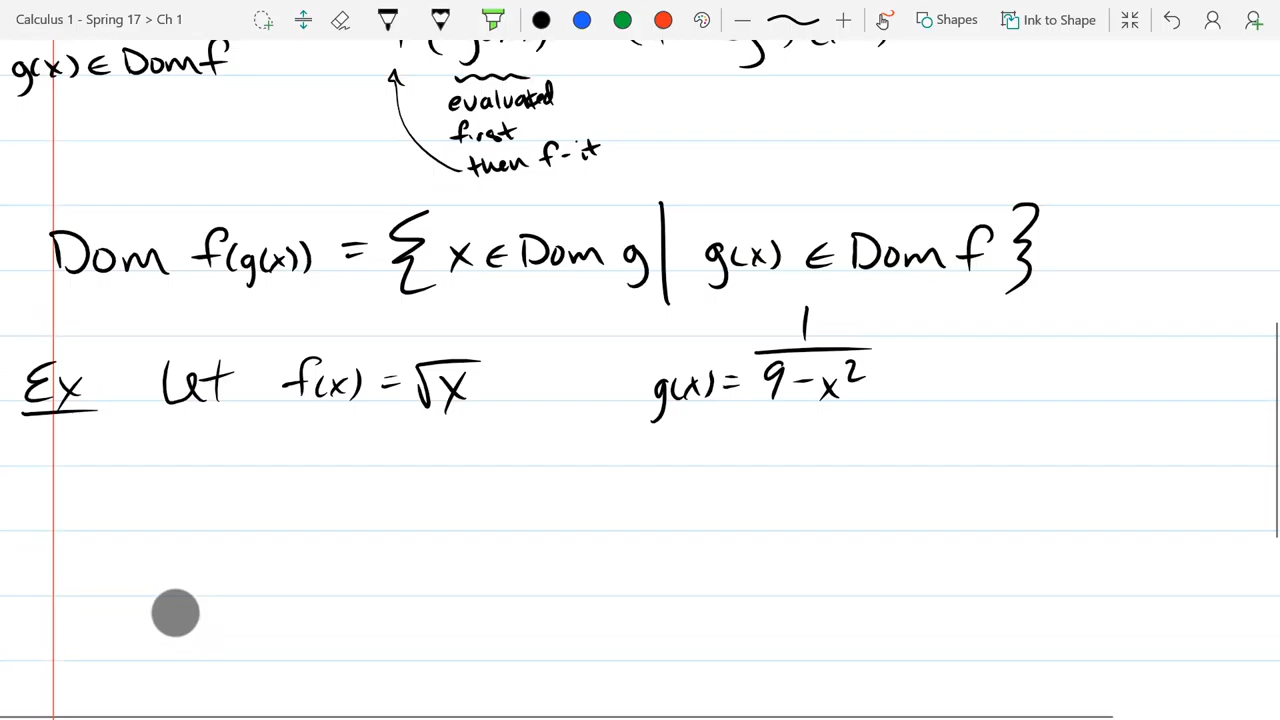 Calculus 1 - Spring 17 > Ch 1
Shapes
Ink to Shape
g(x) ∈ Dom f
evaluated
first
then f-it
Dom f(g(x)) = { x ∈ Dom g | g(x) ∈ Dom f }
Ex Let f(x) = √x g(x) = 1/(9 - x²)